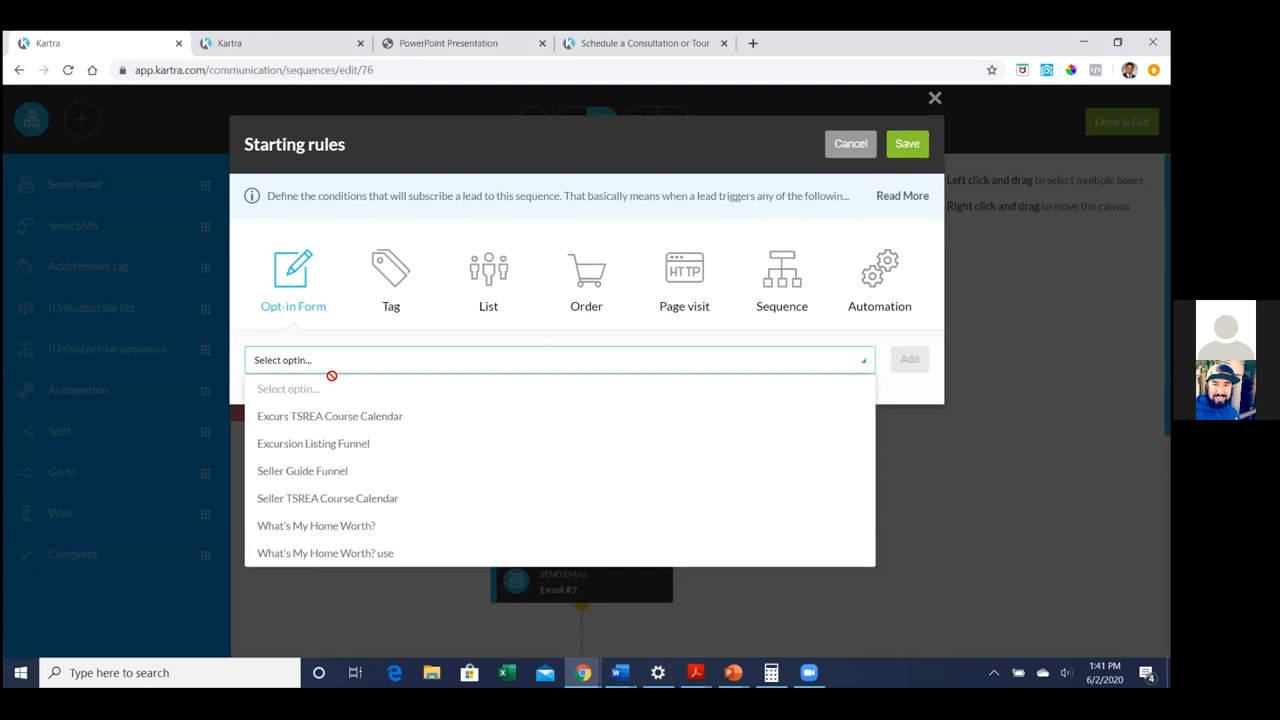 Kartra
Kartra
PowerPoint Presentation
Schedule a Consultation or Tour
app.kartra.com/communication/sequences/edit/76
Done & Exit
Starting rules
Cancel
Save
Define the conditions that will subscribe a lead to this sequence. That basically means when a lead triggers any of the followin...
Read More
Left click and drag to select multiple boxes
Right click and drag to move the canvas
Send email
Send SMS
Add/remove tag
(Un)subscribe list
(Un)subscribe sequence
Automation
Split
Go to
Wait
Complete
HTTP
Opt-in Form
Tag
List
Order
Page visit
Sequence
Automation
Select optin...
Add
Select optin...
Excurs TSREA Course Calendar
Excursion Listing Funnel
Seller Guide Funnel
Seller TSREA Course Calendar
What's My Home Worth?
What's My Home Worth? use
SEND EMAIL
Email #2
Type here to search
1:41 PM
6/2/2020
4